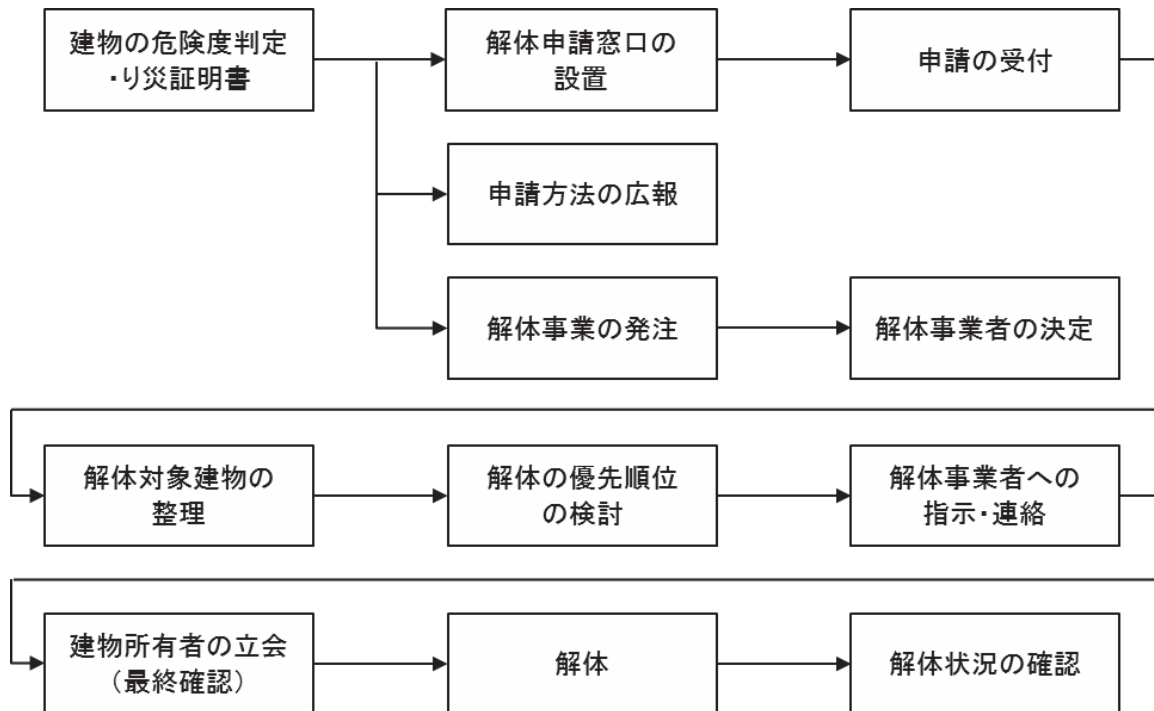 建物の危険度判定
・り災証明書
解体申請窓口の
設置
申請の受付
申請方法の広報
解体事業の発注
解体事業者の決定
解体対象建物の
整理
解体の優先順位
の検討
解体事業者への
指示・連絡
建物所有者の立会
（最終確認）
解体
解体状況の確認